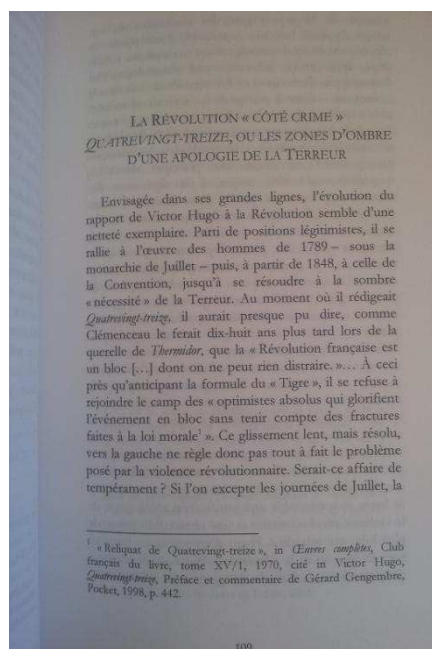 LA RÉVOLUTION « CÔTÉ CRIME »
QUATREVINGT-TREIZE, OU LES ZONES D'OMBRE
D'UNE APOLOGIE DE LA TERREUR
Envisagée dans ses grandes lignes, l'évolution du
rapport de Victor Hugo à la Révolution semble d'une
netteté exemplaire. Parti de positions légitimistes, il se
rallie à l'œuvre des hommes de 1789 – sous la
monarchie de Juillet – puis, à partir de 1848, à celle de
la Convention, jusqu'à se résoudre à la sombre
« nécessité » de la Terreur. Au moment où il rédigeait
Quatrevingt-treize, il aurait presque pu dire, comme
Clémenceau le ferait dix-huit ans plus tard lors de la
querelle de Thermidor, que la « Révolution française est
un bloc [...] dont on ne peut rien distraire. »... À ceci
près qu'anticipant la formule du « Tigre », il se refuse à
rejoindre le camp des « optimistes absolus qui glorifient
l'événement en bloc sans tenir compte des fractures
faites à la loi morale¹ ». Ce glissement lent, mais résolu,
vers la gauche ne règle donc pas tout à fait le problème
posé par la violence révolutionnaire. Serait-ce affaire de
tempérament ? Si l'on excepte les journées de Juillet, la
¹ « Reliquat de Quatrevingt-treize », in Œuvres complètes, Club
français du livre, tome XV/1, 1970, cité in Victor Hugo,
Quatrevingt-treize, Préface et commentaire de Gérard Gengembre,
Pocket, 1998, p. 442.
109